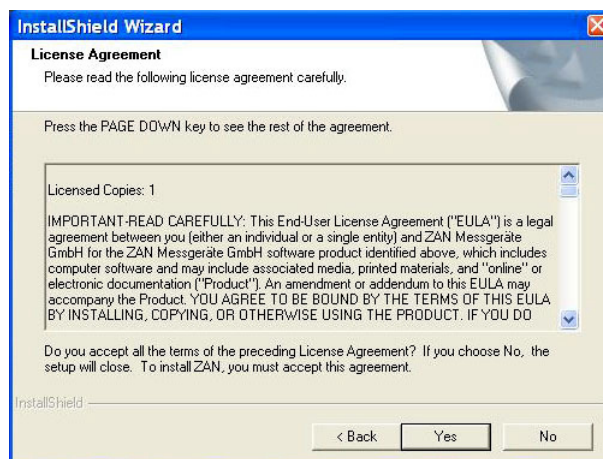 InstallShield Wizard
License Agreement
Please read the following license agreement carefully.
Press the PAGE DOWN key to see the rest of the agreement.
Licensed Copies: 1
IMPORTANT-READ CAREFULLY: This End-User License Agreement ("EULA") is a legal
agreement between you (either an individual or a single entity) and ZAN Messgeräte
GmbH for the ZAN Messgeräte GmbH software product identified above, which includes
computer software and may include associated media, printed materials, and "online" or
electronic documentation ("Product"). An amendment or addendum to this EULA may
accompany the Product. YOU AGREE TO BE BOUND BY THE TERMS OF THIS EULA
BY INSTALLING, COPYING, OR OTHERWISE USING THE PRODUCT. IF YOU DO
Do you accept all the terms of the preceding License Agreement? If you choose No, the
setup will close. To install ZAN, you must accept this agreement.
InstallShield
< Back Yes No